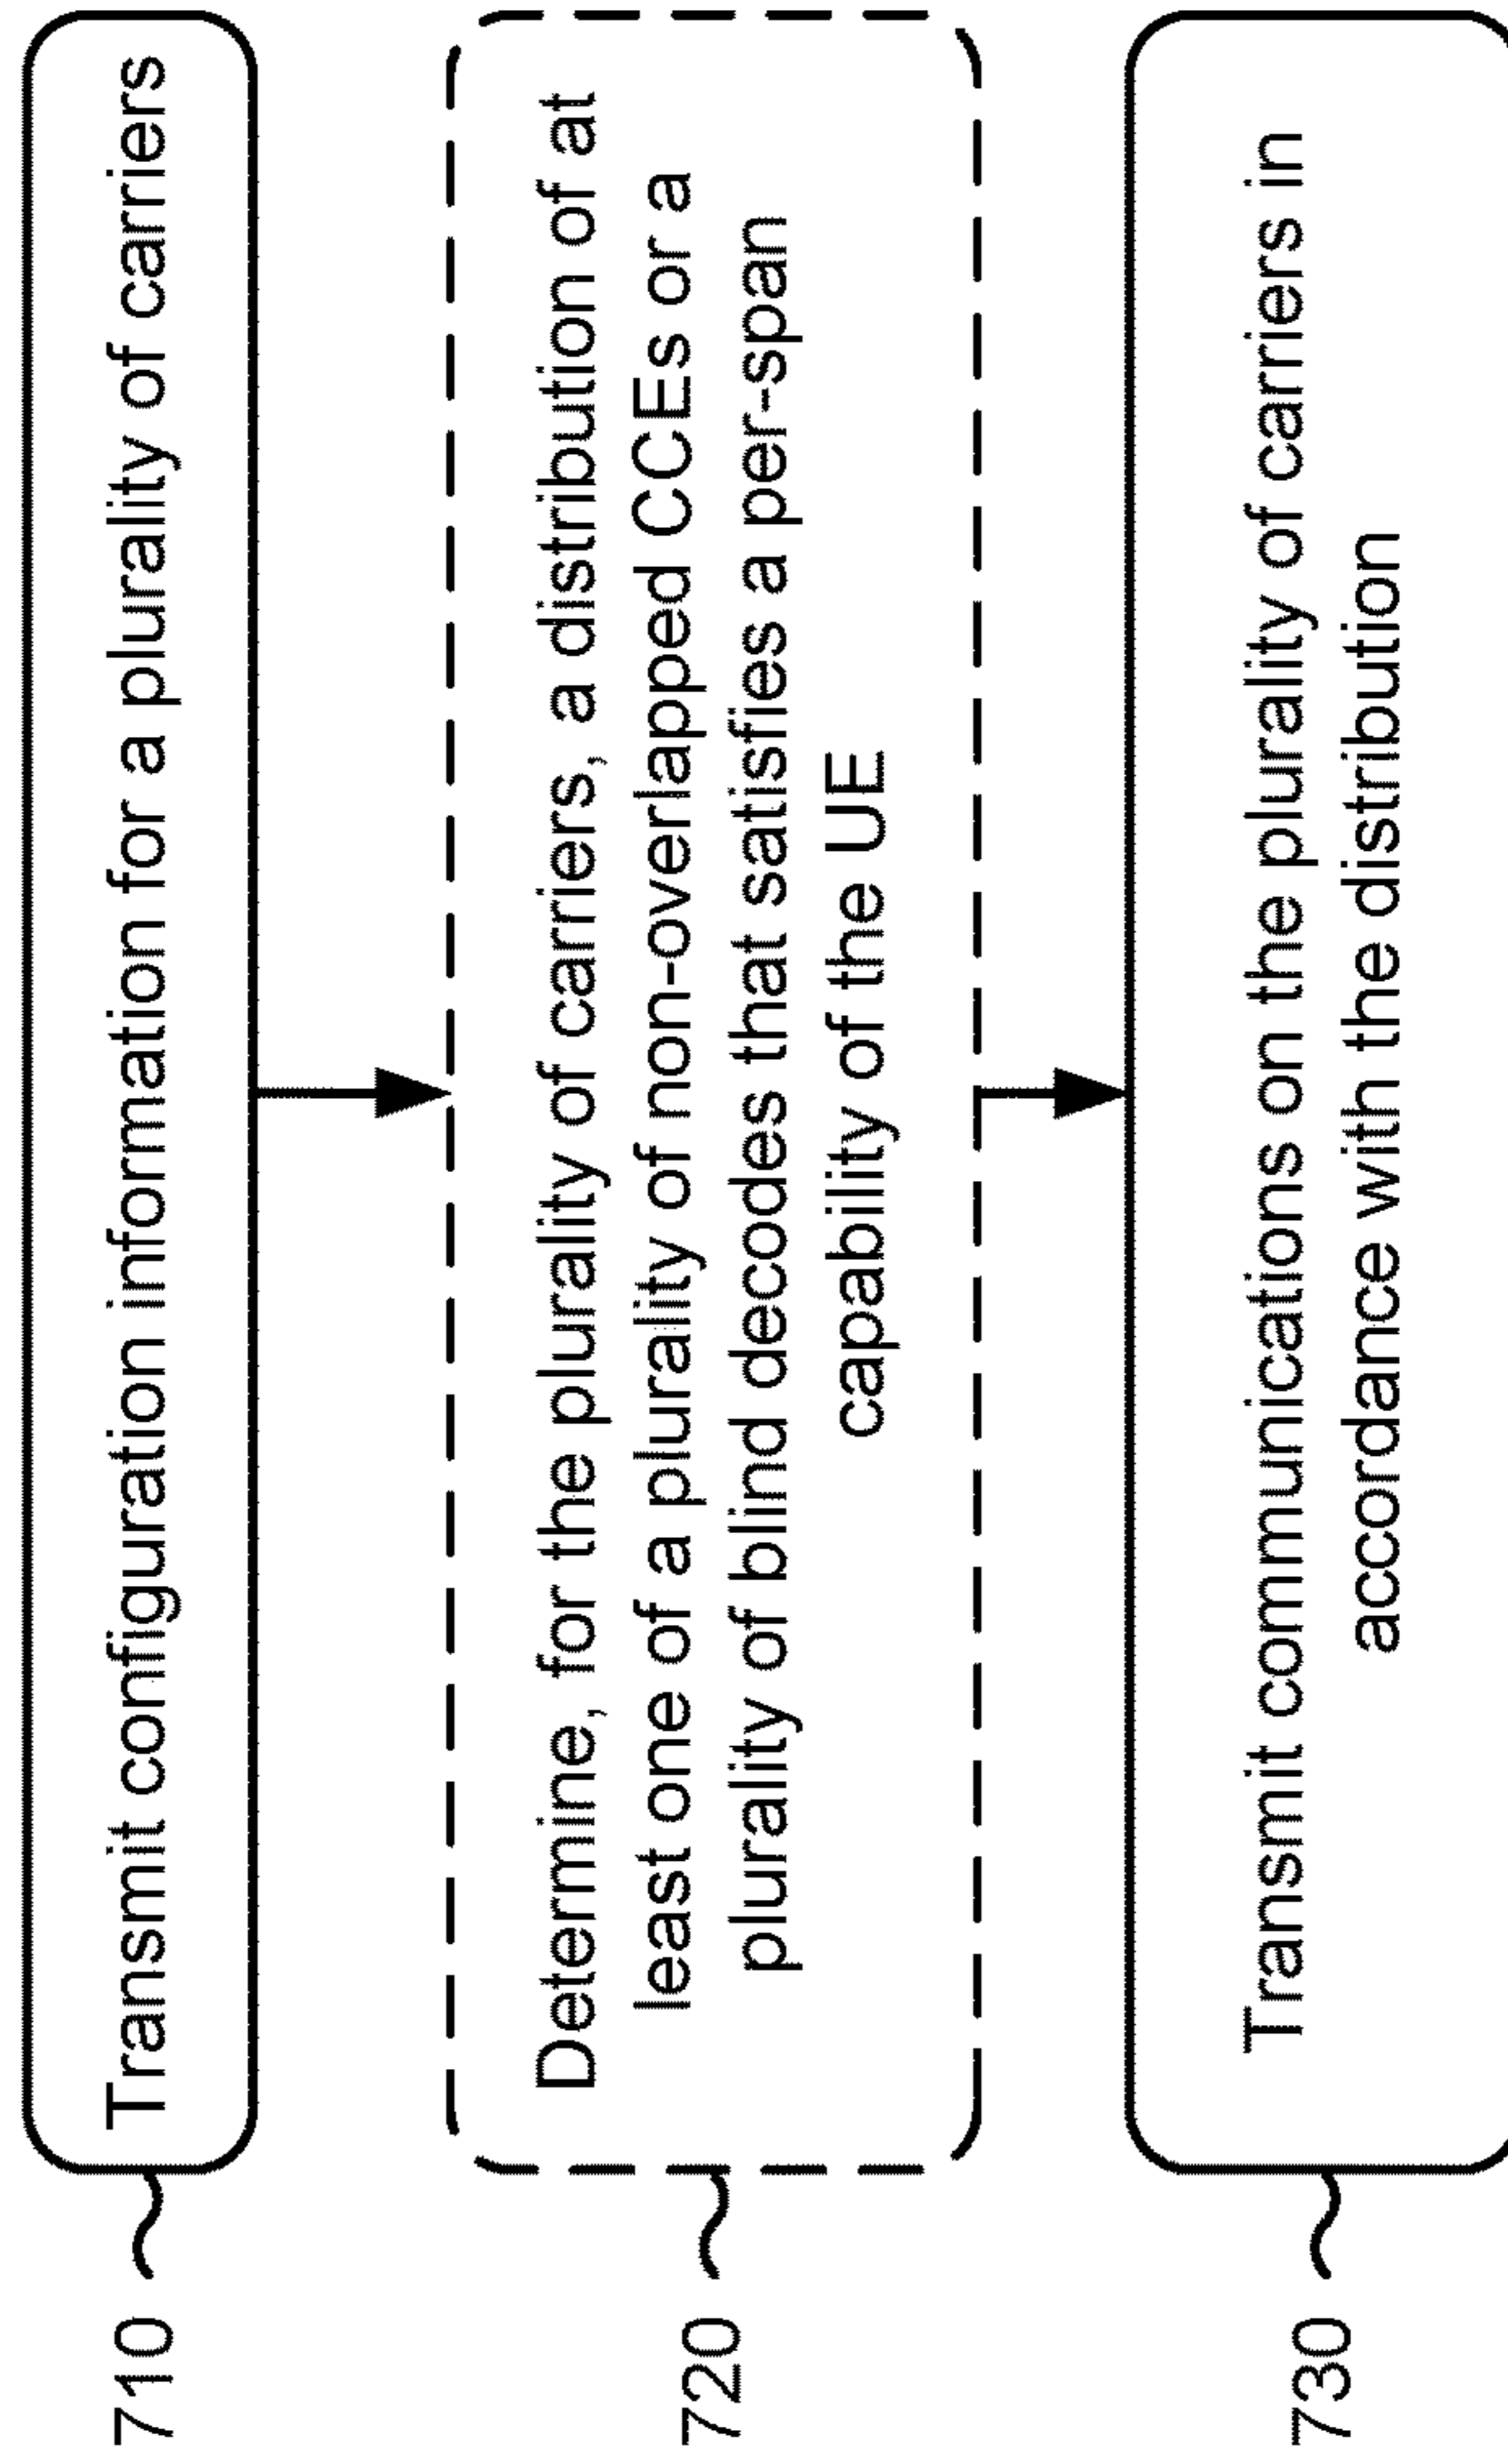 710
Transmit configuration information for a plurality of carriers
720
Determine, for the plurality of carriers, a distribution of at
least one of a plurality of non-overlapped CCEs or a
plurality of blind decodes that satisfies a per-span
capability of the UE
730
Transmit communications on the plurality of carriers in
accordance with the distribution